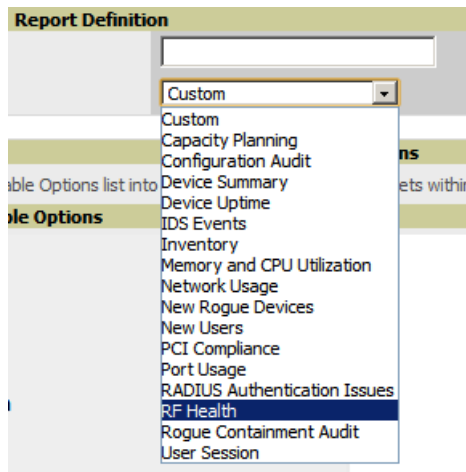 Report Definition
Custom
Custom
Capacity Planning
Configuration Audit
ns
able Options list into
Device Summary
ets within
Device Uptime
ble Options
IDS Events
Inventory
Memory and CPU Utilization
Network Usage
New Rogue Devices
New Users
PCI Compliance
Port Usage
RADIUS Authentication Issues
RF Health
Rogue Containment Audit
User Session